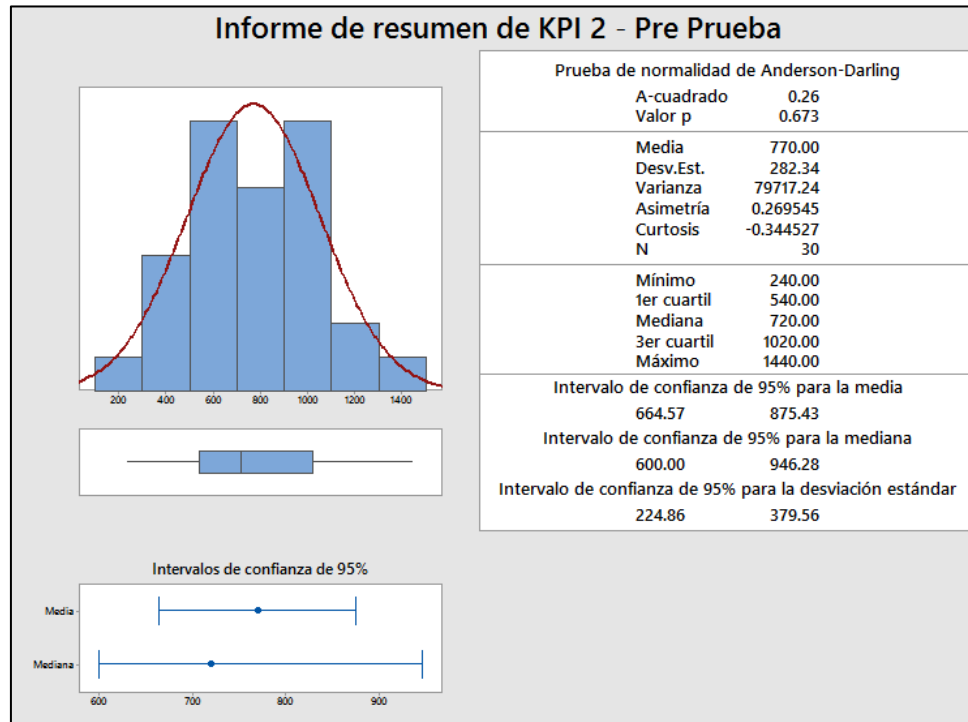 Informe de resumen de KPI 2 - Pre Prueba
200 400 600 800 1000 1200 1400
Intervalos de confianza de 95%
Media
Mediana
600 700 800 900
Prueba de normalidad de Anderson-Darling
A-cuadrado 0.26
Valor p 0.673
Media 770.00
Desv.Est. 282.34
Varianza 79717.24
Asimetría 0.269545
Curtosis -0.344527
N 30
Mínimo 240.00
1er cuartil 540.00
Mediana 720.00
3er cuartil 1020.00
Máximo 1440.00
Intervalo de confianza de 95% para la media
664.57 875.43
Intervalo de confianza de 95% para la mediana
600.00 946.28
Intervalo de confianza de 95% para la desviación estándar
224.86 379.56